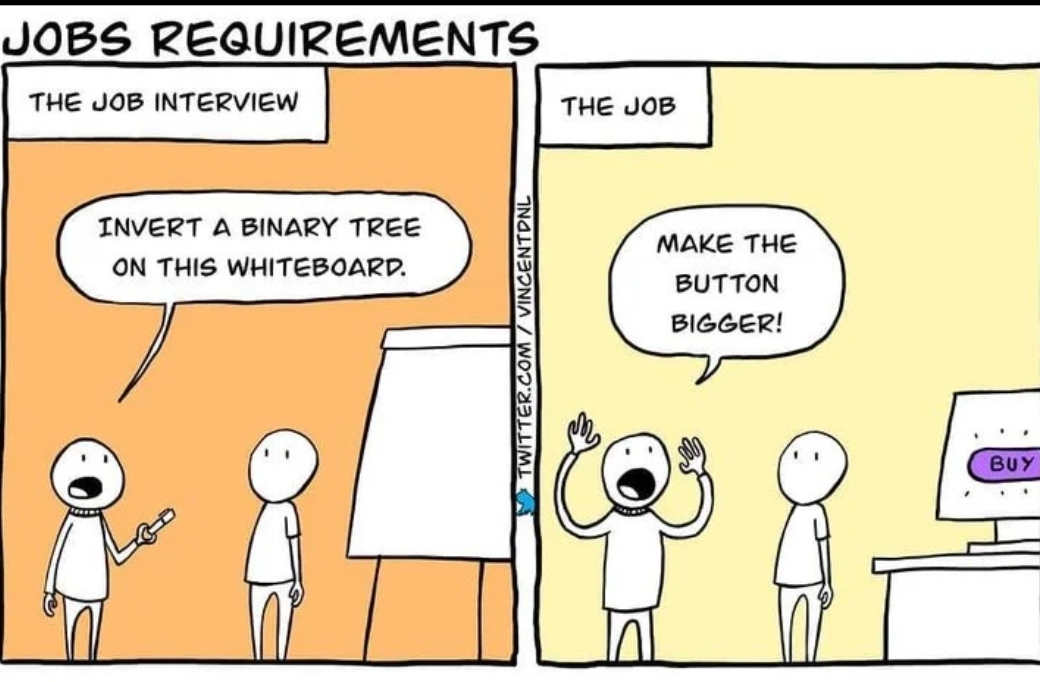 JOBS REQUIREMENTS
THE JOB INTERVIEW
INVERT A BINARY TREE
ON THIS WHITEBOARD.
TWITTER.COM / VINCENTDNL
THE JOB
MAKE THE
BUTTON
BIGGER!
BUY